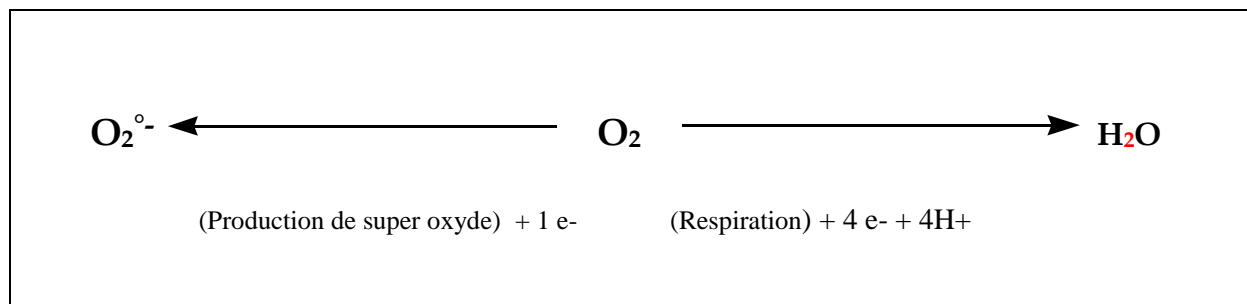 O₂°- O₂ H₂O
(Production de super oxyde) + 1 e- (Respiration) + 4 e- + 4H+